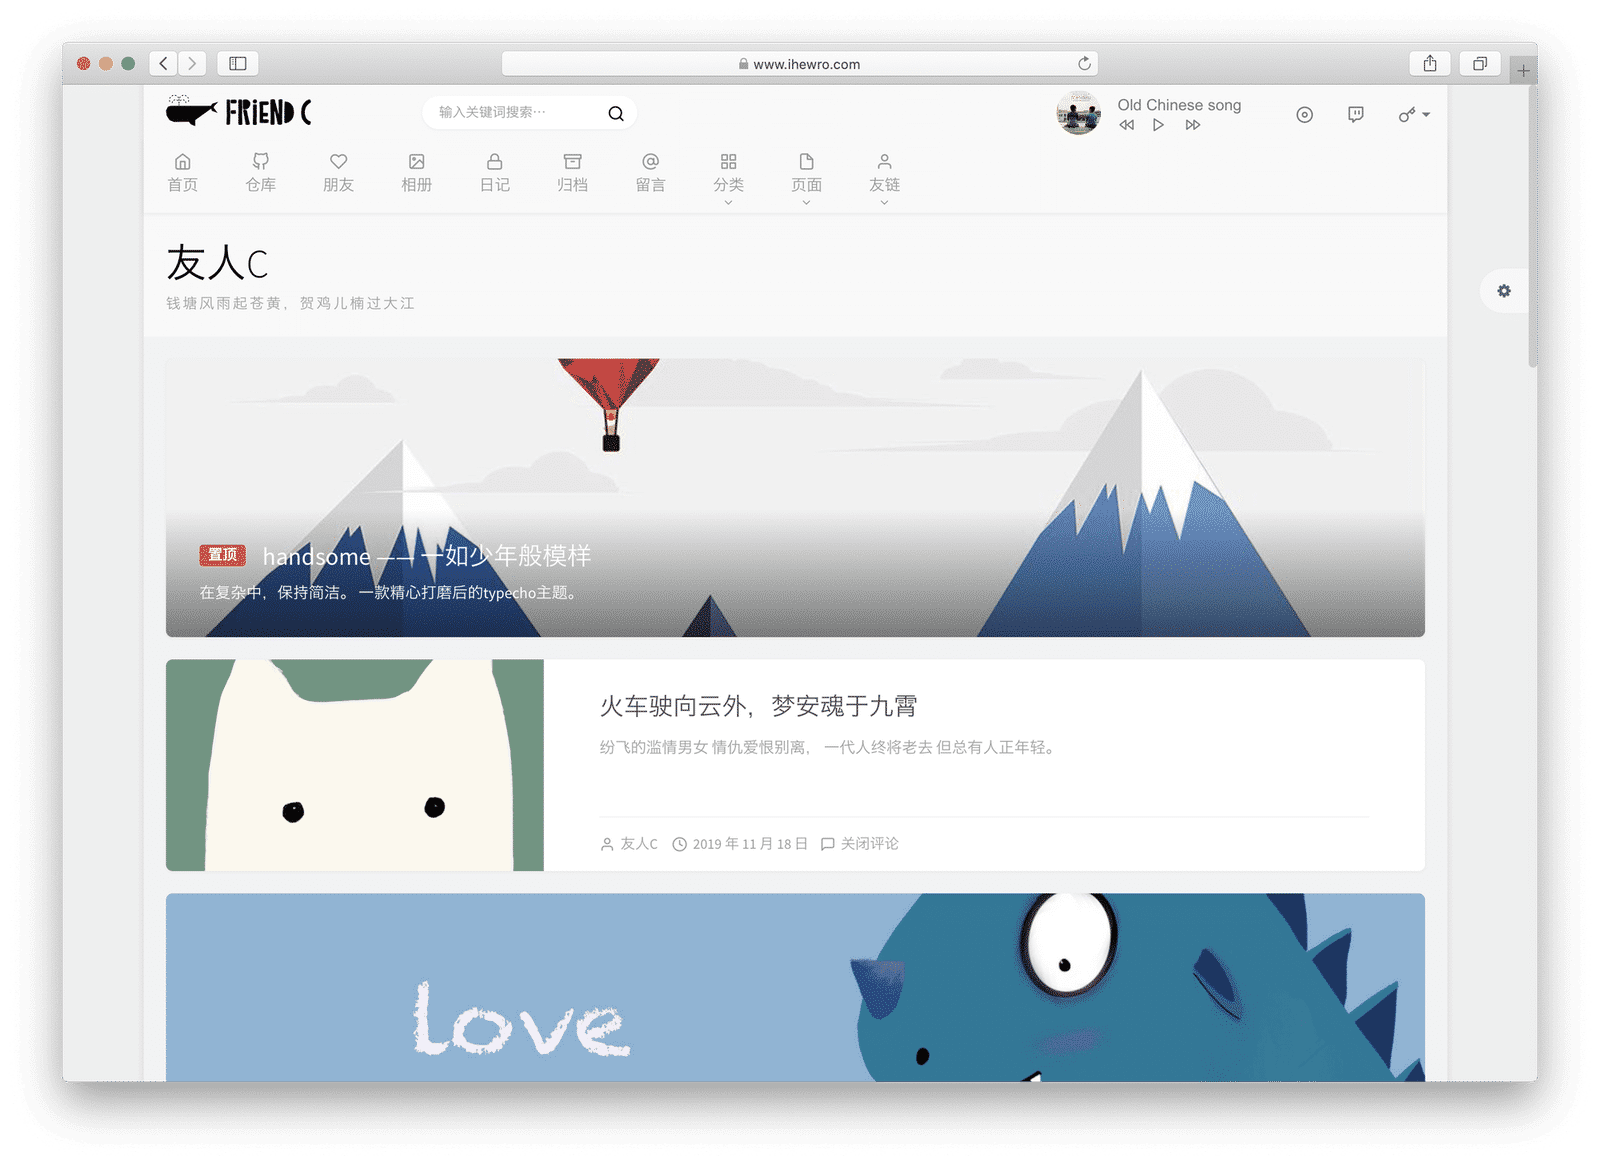 www.ihewro.com
FRiEND C
输入关键词搜索…
Old Chinese song
首页
仓库
朋友
相册
日记
归档
留言
分类
页面
友链
友人C
钱塘风雨起苍黄，贺鸡儿楠过大江
置顶 handsome —— 一如少年般模样
在复杂中，保持简洁。 一款精心打磨后的typecho主题。
火车驶向云外，梦安魂于九霄
纷飞的滥情男女 情仇爱恨别离， 一代人终将老去 但总有人正年轻。
友人C 2019 年 11 月 18 日 关闭评论
Love